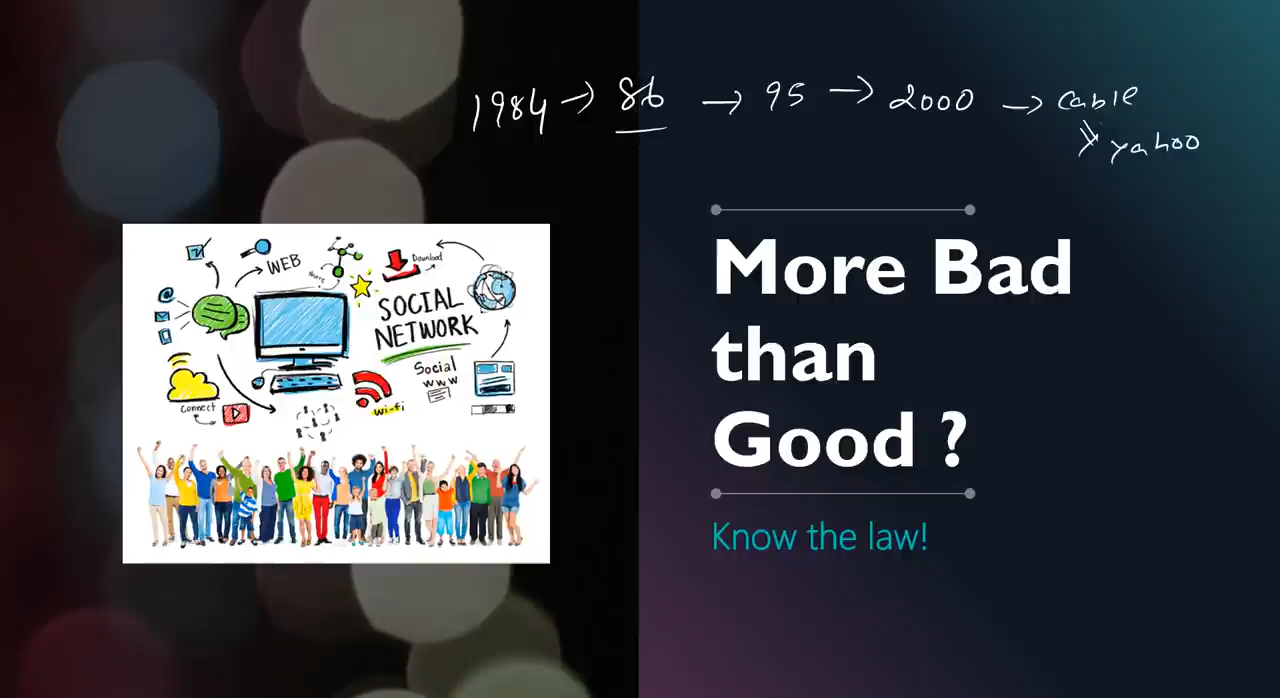 1984 → 86 → 95 → 2000 → cable
yahoo
WEB
Share
Download
SOCIAL
NETWORK
Social
www
Connect
wi-fi
More Bad
than
Good ?
Know the law!